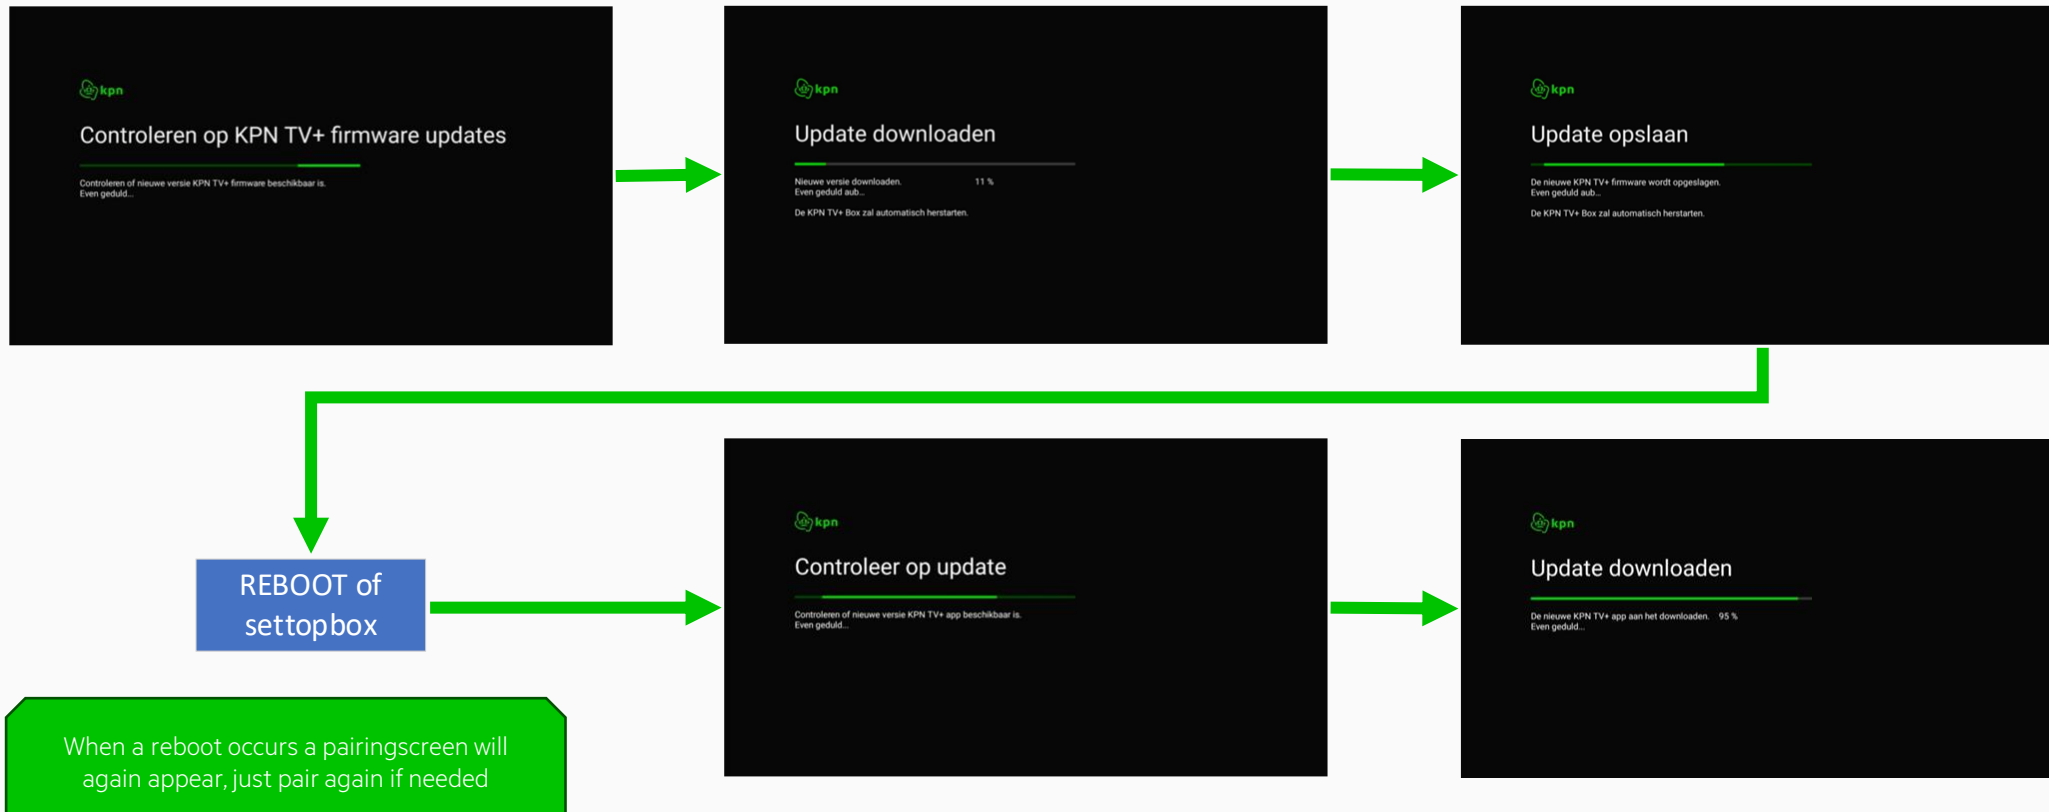 kpn
Controleren op KPN TV+ firmware updates
Controleren of nieuwe versie KPN TV+ firmware beschikbaar is.
Even geduld...
kpn
Update downloaden
Nieuwe versie downloaden. 11 %
Even geduld aub...
De KPN TV+ Box zal automatisch herstarten.
kpn
Update opslaan
De nieuwe KPN TV+ firmware wordt opgeslagen.
Even geduld aub...
De KPN TV+ Box zal automatisch herstarten.
REBOOT of
settopbox
When a reboot occurs a pairingscreen will
again appear, just pair again if needed
kpn
Controleer op update
Controleren of nieuwe versie KPN TV+ app beschikbaar is.
Even geduld...
kpn
Update downloaden
De nieuwe KPN TV+ app aan het downloaden. 95 %
Even geduld...